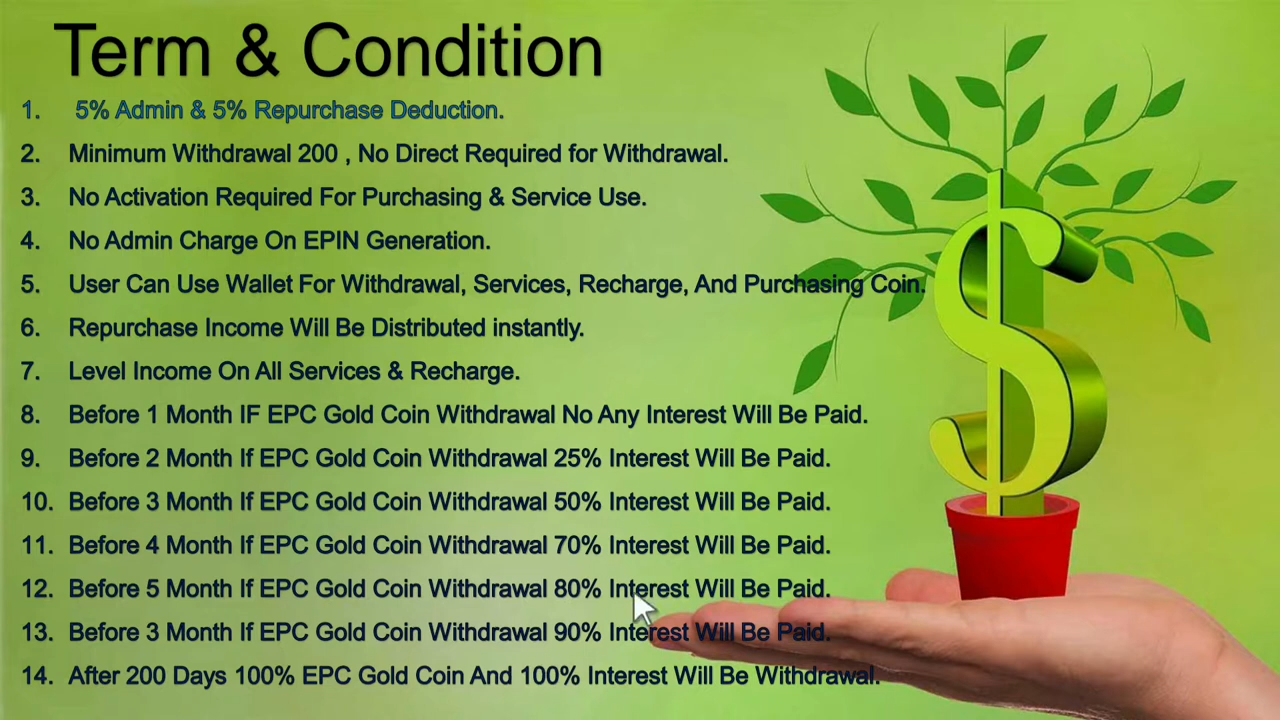 Term & Condition
1. 5% Admin & 5% Repurchase Deduction.
2. Minimum Withdrawal 200 , No Direct Required for Withdrawal.
3. No Activation Required For Purchasing & Service Use.
4. No Admin Charge On EPIN Generation.
5. User Can Use Wallet For Withdrawal, Services, Recharge, And Purchasing Coin.
6. Repurchase Income Will Be Distributed instantly.
7. Level Income On All Services & Recharge.
8. Before 1 Month IF EPC Gold Coin Withdrawal No Any Interest Will Be Paid.
9. Before 2 Month If EPC Gold Coin Withdrawal 25% Interest Will Be Paid.
10. Before 3 Month If EPC Gold Coin Withdrawal 50% Interest Will Be Paid.
11. Before 4 Month If EPC Gold Coin Withdrawal 70% Interest Will Be Paid.
12. Before 5 Month If EPC Gold Coin Withdrawal 80% Interest Will Be Paid.
13. Before 3 Month If EPC Gold Coin Withdrawal 90% Interest Will Be Paid.
14. After 200 Days 100% EPC Gold Coin And 100% Interest Will Be Withdrawal.